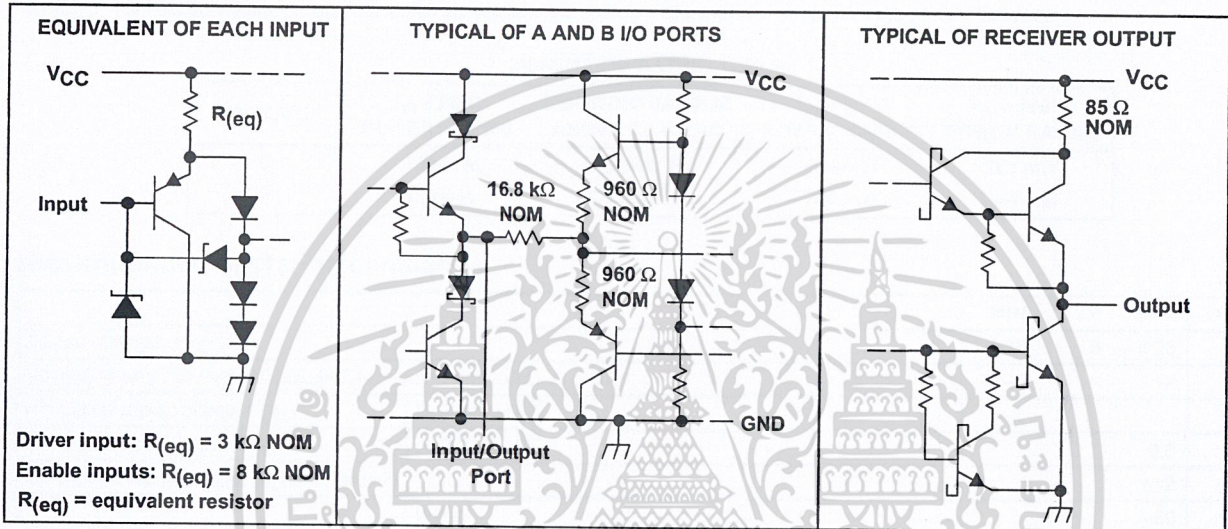 EQUIVALENT OF EACH INPUT
VCC
R(eq)
Input
Driver input: R(eq) = 3 kΩ NOM
Enable inputs: R(eq) = 8 kΩ NOM
R(eq) = equivalent resistor
TYPICAL OF A AND B I/O PORTS
VCC
16.8 kΩ
NOM
960 Ω
NOM
960 Ω
NOM
GND
Input/Output
Port
TYPICAL OF RECEIVER OUTPUT
VCC
85 Ω
NOM
Output